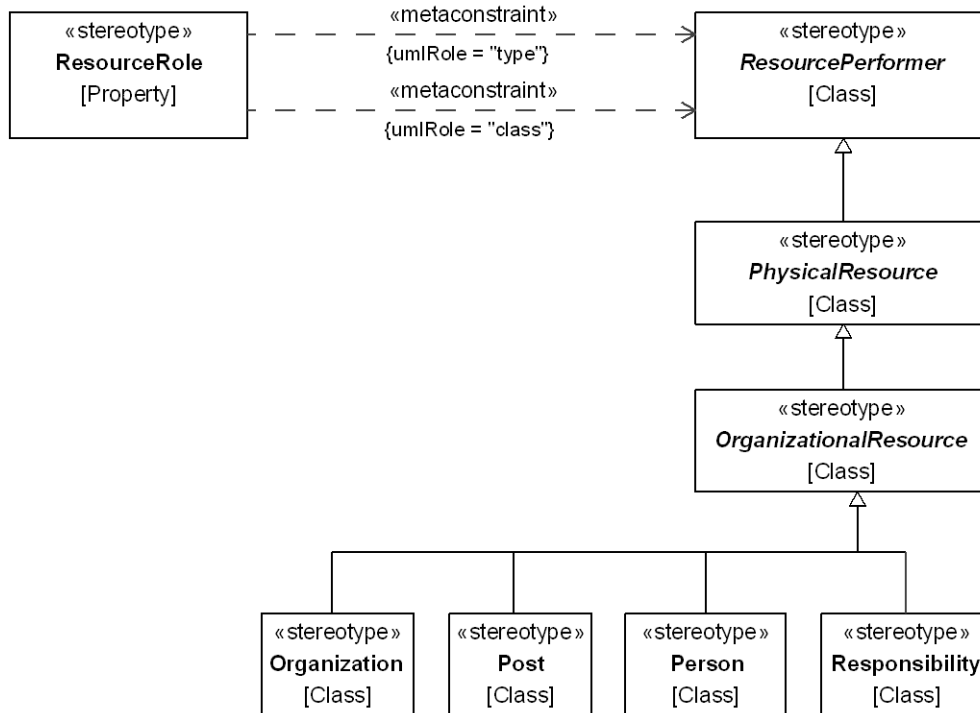 «stereotype»
ResourceRole
[Property]
«metaconstraint»
{umlRole = "type"}
«metaconstraint»
{umlRole = "class"}
«stereotype»
ResourcePerformer
[Class]
«stereotype»
PhysicalResource
[Class]
«stereotype»
OrganizationalResource
[Class]
«stereotype»
Organization
[Class]
«stereotype»
Post
[Class]
«stereotype»
Person
[Class]
«stereotype»
Responsibility
[Class]